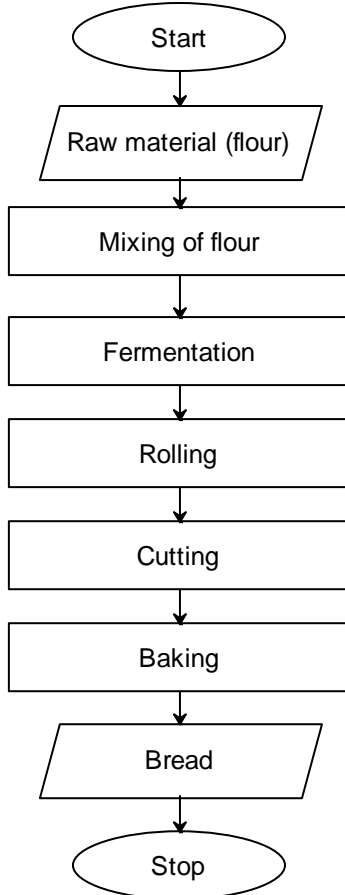 Start
Raw material (flour)
Mixing of flour
Fermentation
Rolling
Cutting
Baking
Bread
Stop